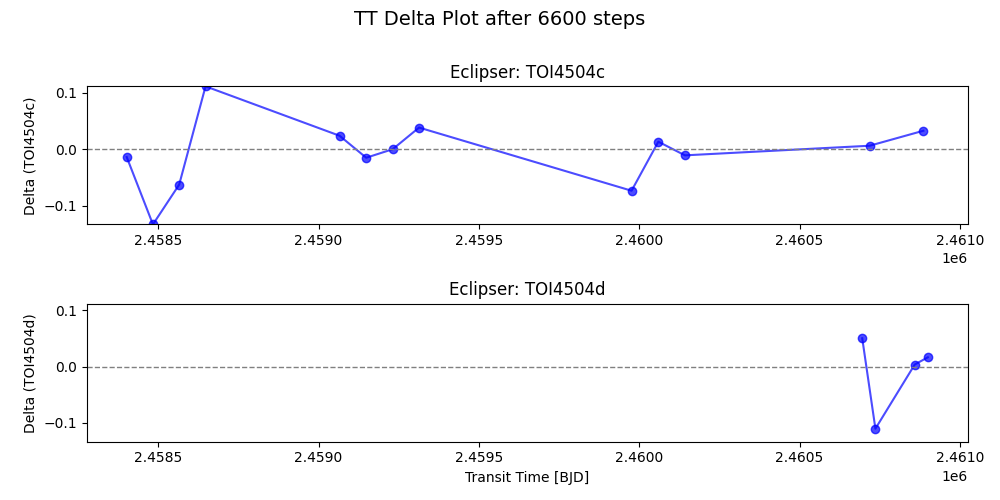 TT Delta Plot after 6600 steps
Eclipser: TOI4504c
Delta (TOI4504c)
0.1
0.0
−0.1
2.4585 2.4590 2.4595 2.4600 2.4605 2.4610
1e6
Eclipser: TOI4504d
Delta (TOI4504d)
0.1
0.0
−0.1
2.4585 2.4590 2.4595 2.4600 2.4605 2.4610
Transit Time [BJD]
1e6